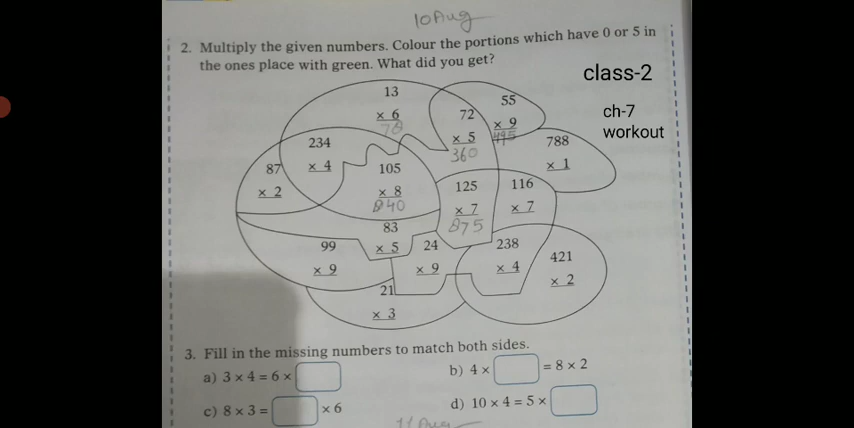 10 Aug
2. Multiply the given numbers. Colour the portions which have 0 or 5 in
the ones place with green. What did you get?
class-2
ch-7
workout
13
× 6
78
72
× 5
360
55
× 9
495
788
× 1
234
× 4
87
× 2
105
× 8
840
125
× 7
875
116
× 7
83
× 5
99
× 9
24
× 9
238
× 4
421
× 2
21
× 3
3. Fill in the missing numbers to match both sides.
a) 3 × 4 = 6 ×
b) 4 × = 8 × 2
c) 8 × 3 = × 6
d) 10 × 4 = 5 ×
11 Aug